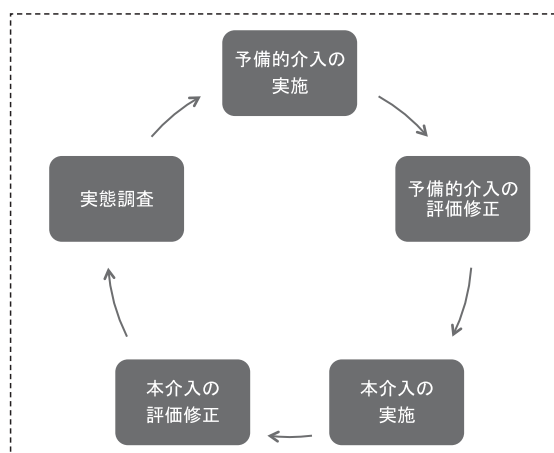 予備的介入の
実施
実態調査
予備的介入の
評価修正
本介入の
評価修正
本介入の
実施